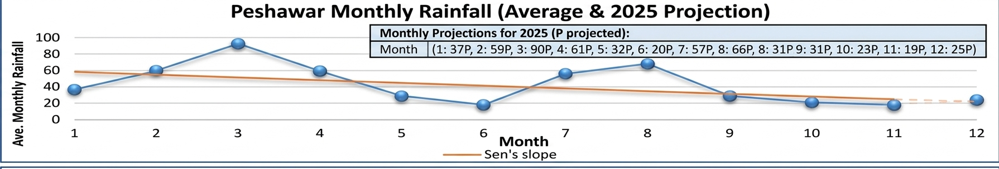 Peshawar Monthly Rainfall (Average & 2025 Projection)
Monthly Projections for 2025 (P projected):
Month (1: 37P, 2: 59P, 3: 90P, 4: 61P, 5: 32P, 6: 20P, 7: 57P, 8: 66P, 8: 31P 9: 31P, 10: 23P, 11: 19P, 12: 25P)
Ave. Monthly Rainfall
100
80
60
40
20
0
1 2 3 4 5 6 7 8 9 10 11 12
Month
Sen's slope